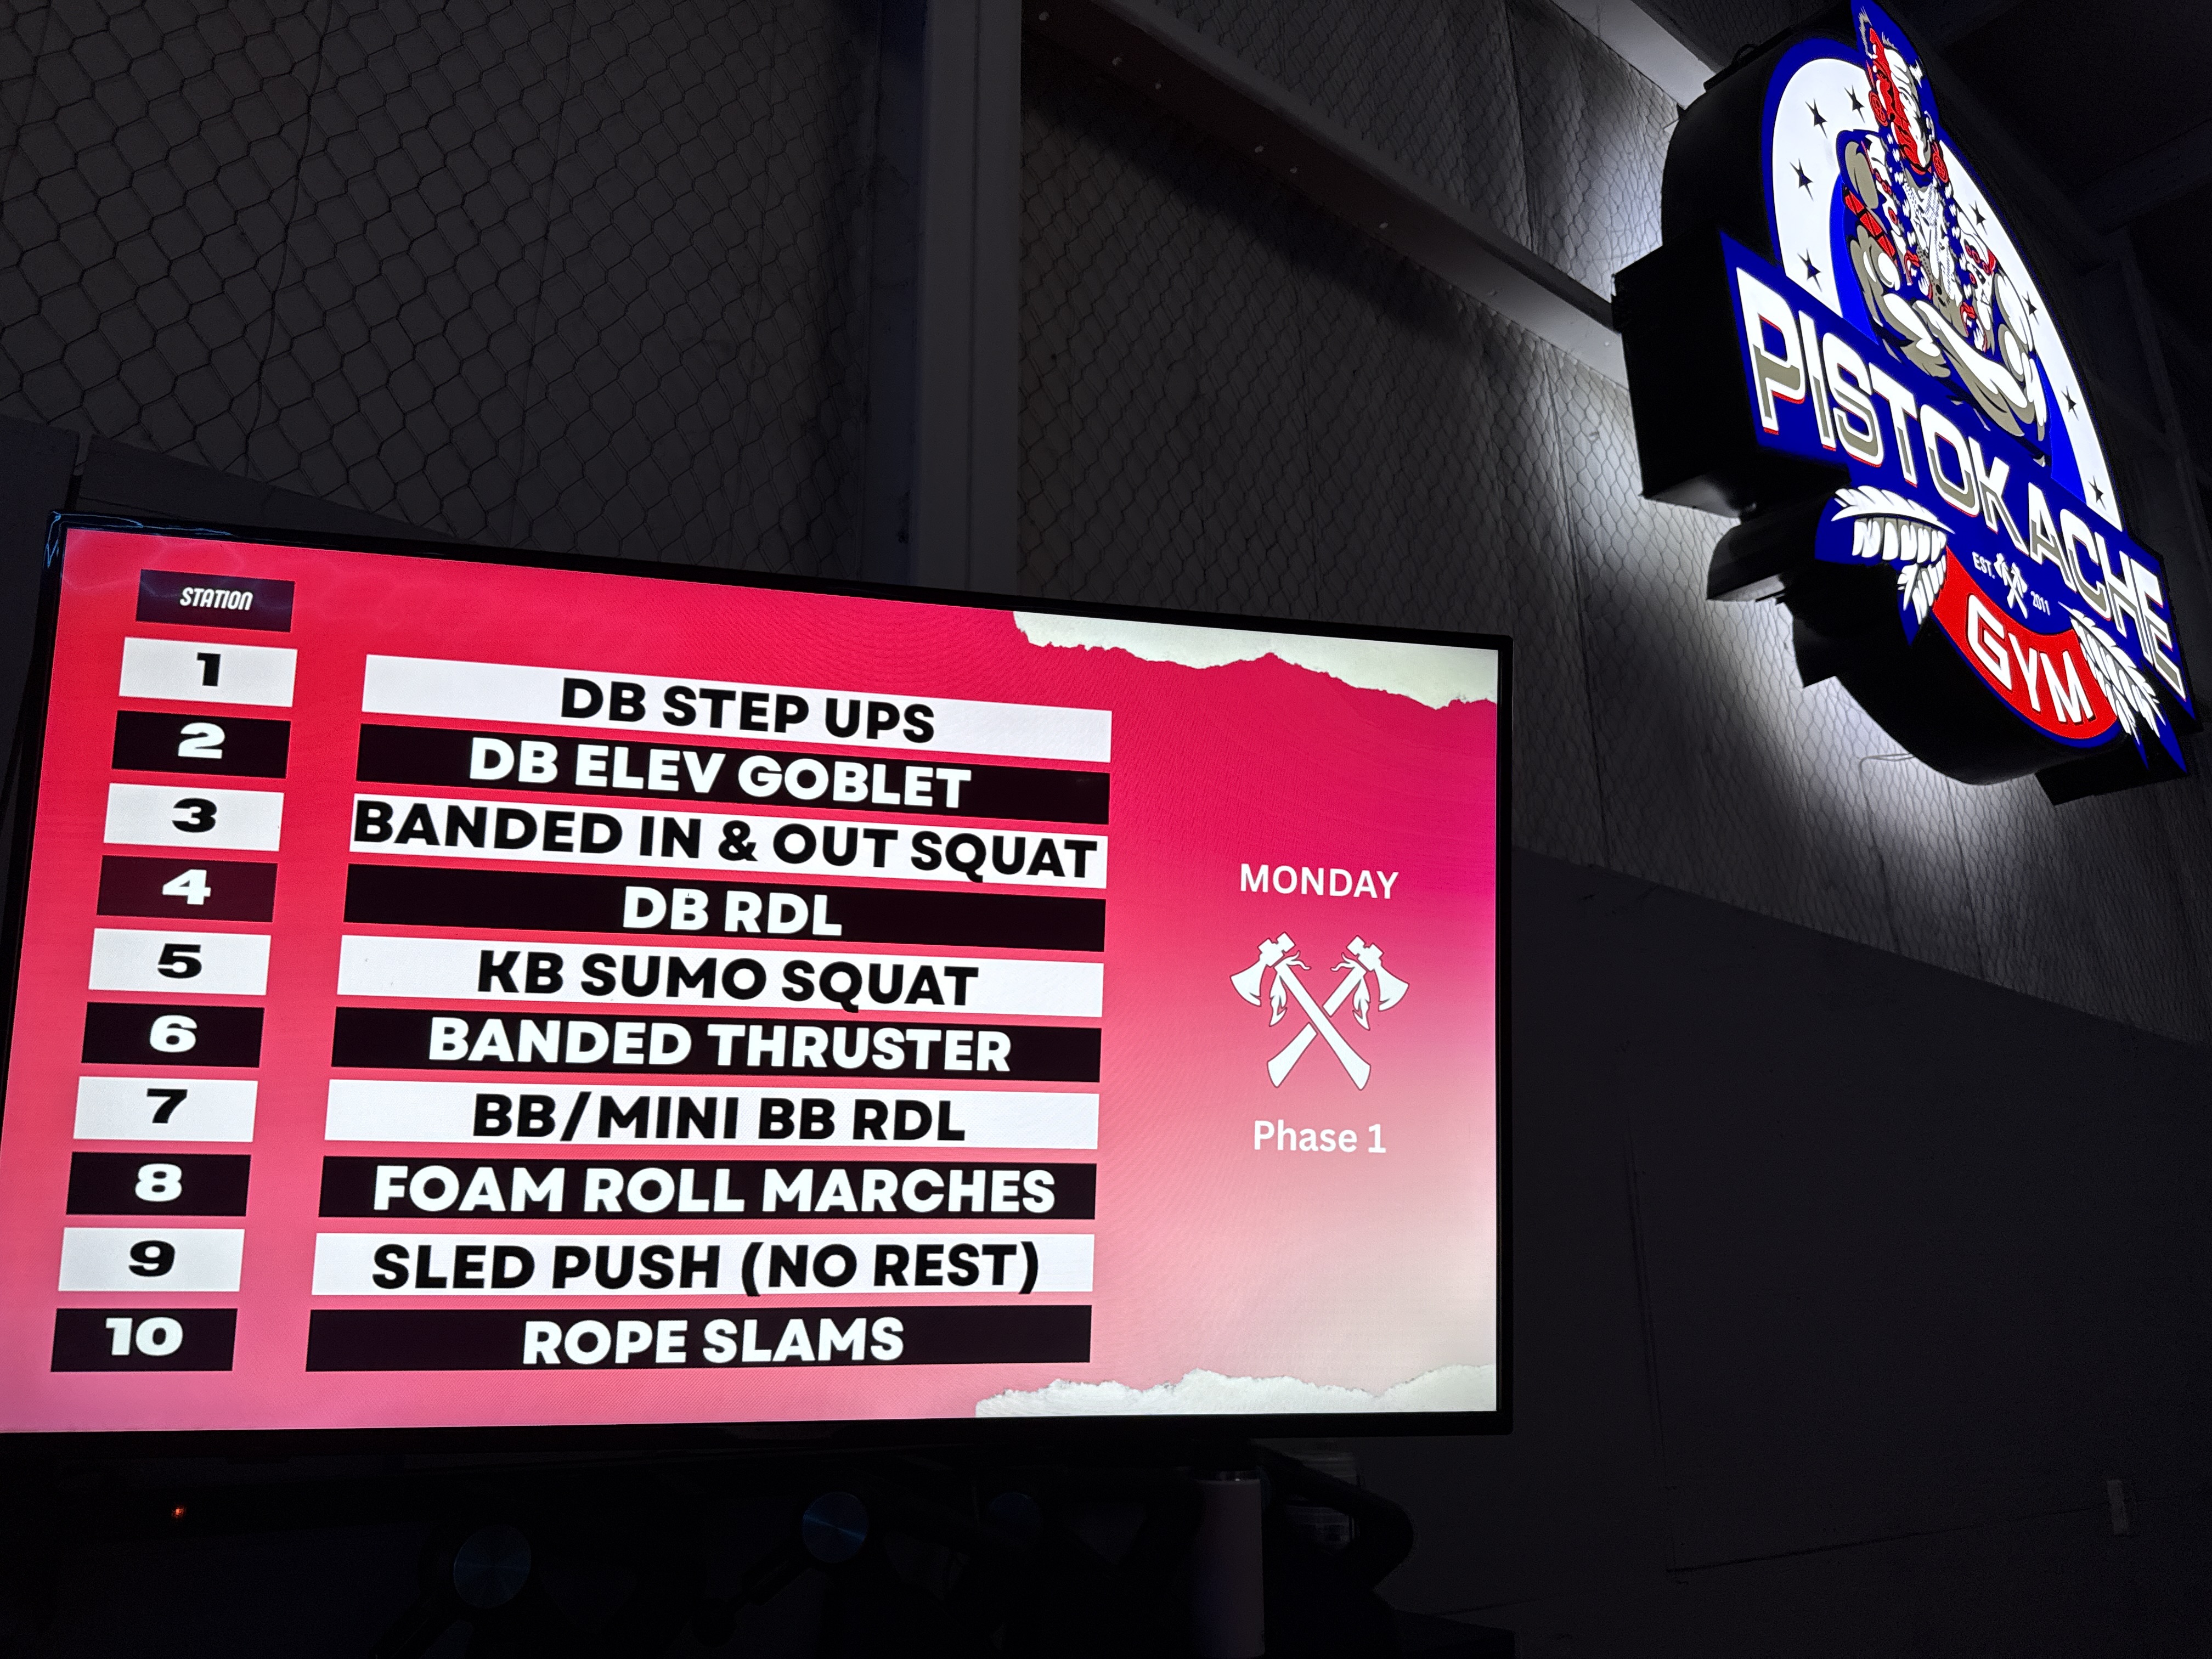 STATION
1 DB STEP UPS
2 DB ELEV GOBLET
3 BANDED IN & OUT SQUAT
4 DB RDL
5 KB SUMO SQUAT
6 BANDED THRUSTER
7 BB/MINI BB RDL
8 FOAM ROLL MARCHES
9 SLED PUSH (NO REST)
10 ROPE SLAMS
MONDAY
Phase 1
PISTOKACHE
EST. 2011
GYM